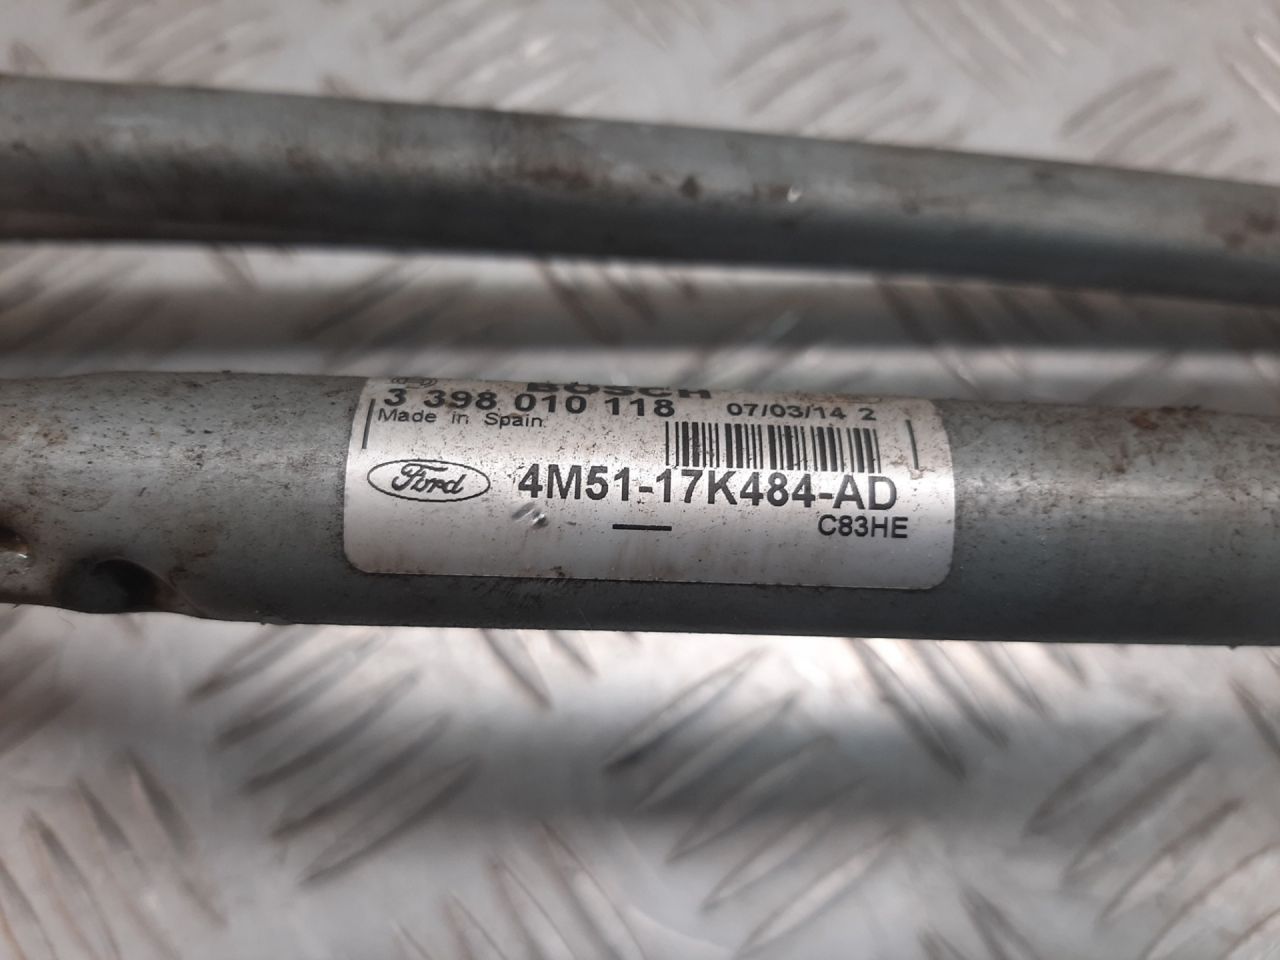 BOSCH
3 398 010 118 07/03/14 2
Made in Spain
Ford 4M51-17K484-AD
C83HE